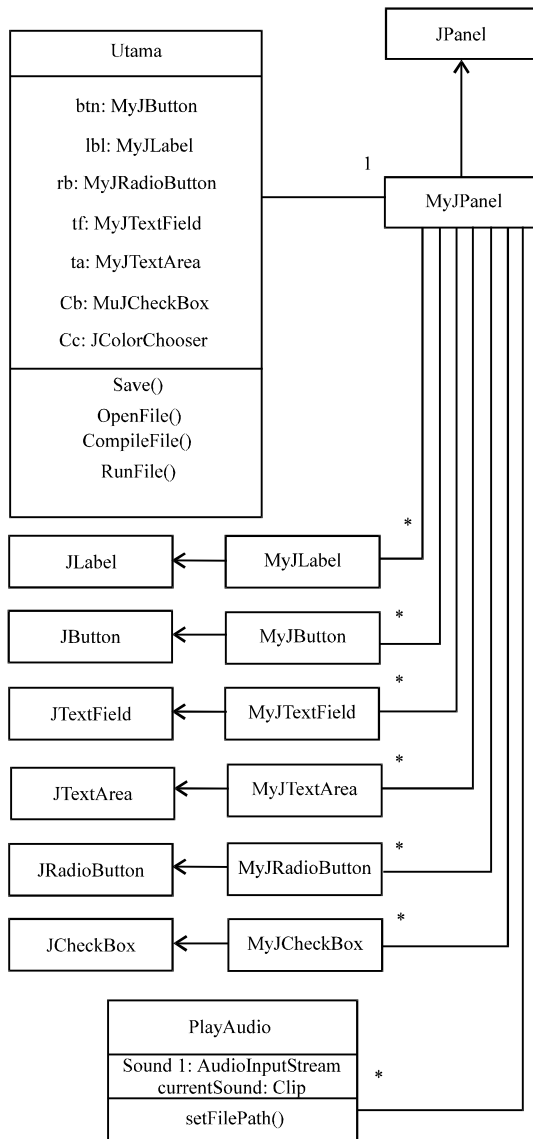 Utama
btn: MyJButton
lbl: MyJLabel
rb: MyJRadioButton
tf: MyJTextField
ta: MyJTextArea
Cb: MuJCheckBox
Cc: JColorChooser
Save()
OpenFile()
CompileFile()
RunFile()
JPanel
1
MyJPanel
*
JLabel
MyJLabel
*
JButton
MyJButton
*
JTextField
MyJTextField
*
JTextArea
MyJTextArea
*
JRadioButton
MyJRadioButton
*
JCheckBox
MyJCheckBox
*
PlayAudio
Sound 1: AudioInputStream
currentSound: Clip
setFilePath()
*